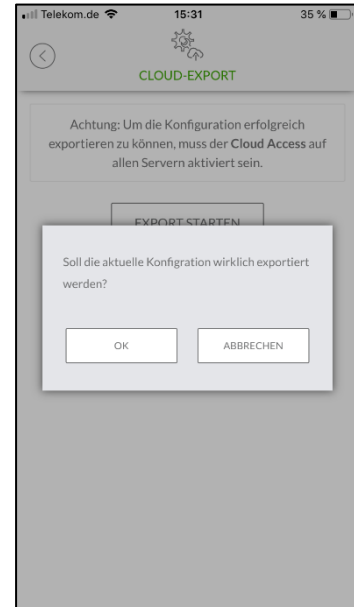 Telekom.de 15:31 35 %
CLOUD-EXPORT
Achtung: Um die Konfiguration erfolgreich
exportieren zu können, muss der Cloud Access auf
allen Servern aktiviert sein.
EXPORT STARTEN
Soll die aktuelle Konfigration wirklich exportiert
werden?
OK ABBRECHEN